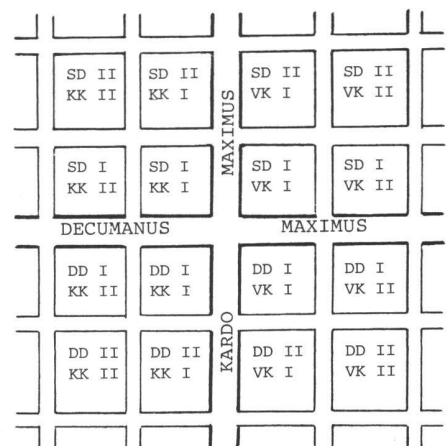 SD II SD II SD II SD II
KK II KK I VK I VK II
MAXIMUS
SD I SD I SD I SD I
KK II KK I VK I VK II
DECUMANUS MAXIMUS
DD I DD I DD I DD I
KK II KK I VK I VK II
KARDO
DD II DD II DD II DD II
KK II KK I VK I VK II